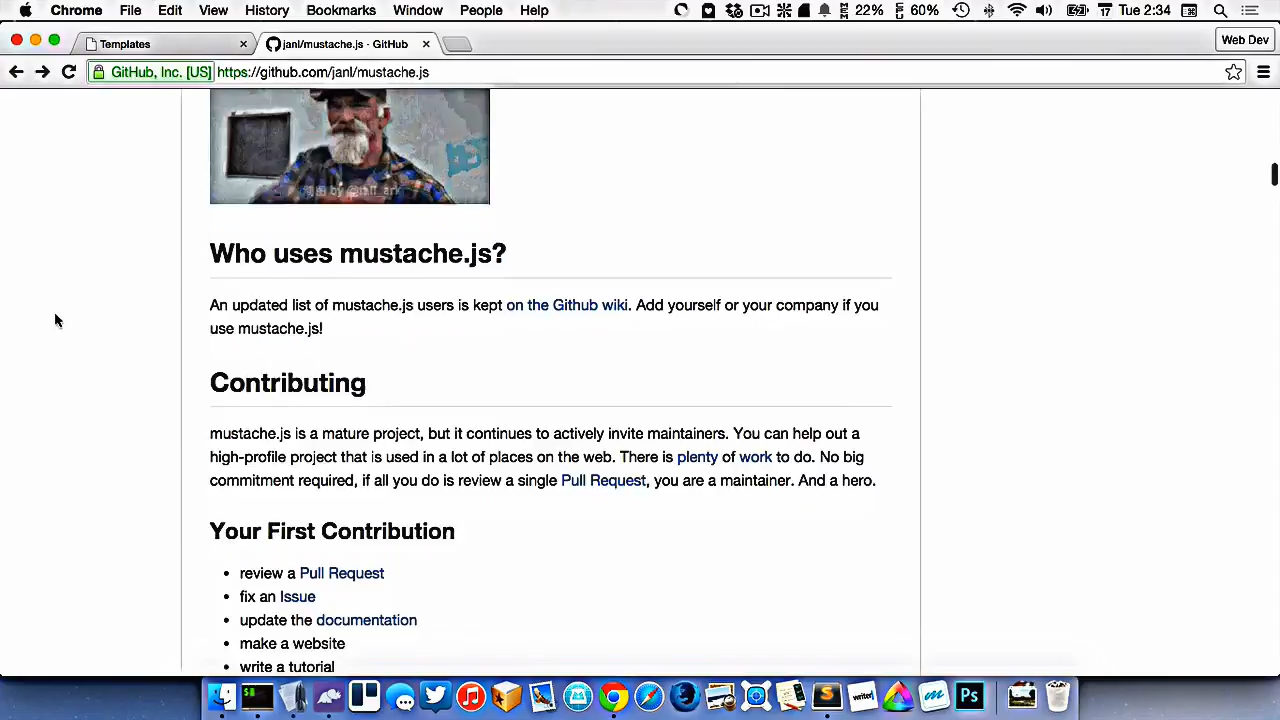 Chrome File Edit View History Bookmarks Window People Help 22% 60% 17 Tue 2:34
Templates janl/mustache.js - GitHub Web Dev
GitHub, Inc. [US] https://github.com/janl/mustache.js
Who uses mustache.js?
An updated list of mustache.js users is kept on the Github wiki. Add yourself or your company if you
use mustache.js!
Contributing
mustache.js is a mature project, but it continues to actively invite maintainers. You can help out a
high-profile project that is used in a lot of places on the web. There is plenty of work to do. No big
commitment required, if all you do is review a single Pull Request, you are a maintainer. And a hero.
Your First Contribution
• review a Pull Request
• fix an Issue
• update the documentation
• make a website
• write a tutorial
Ps